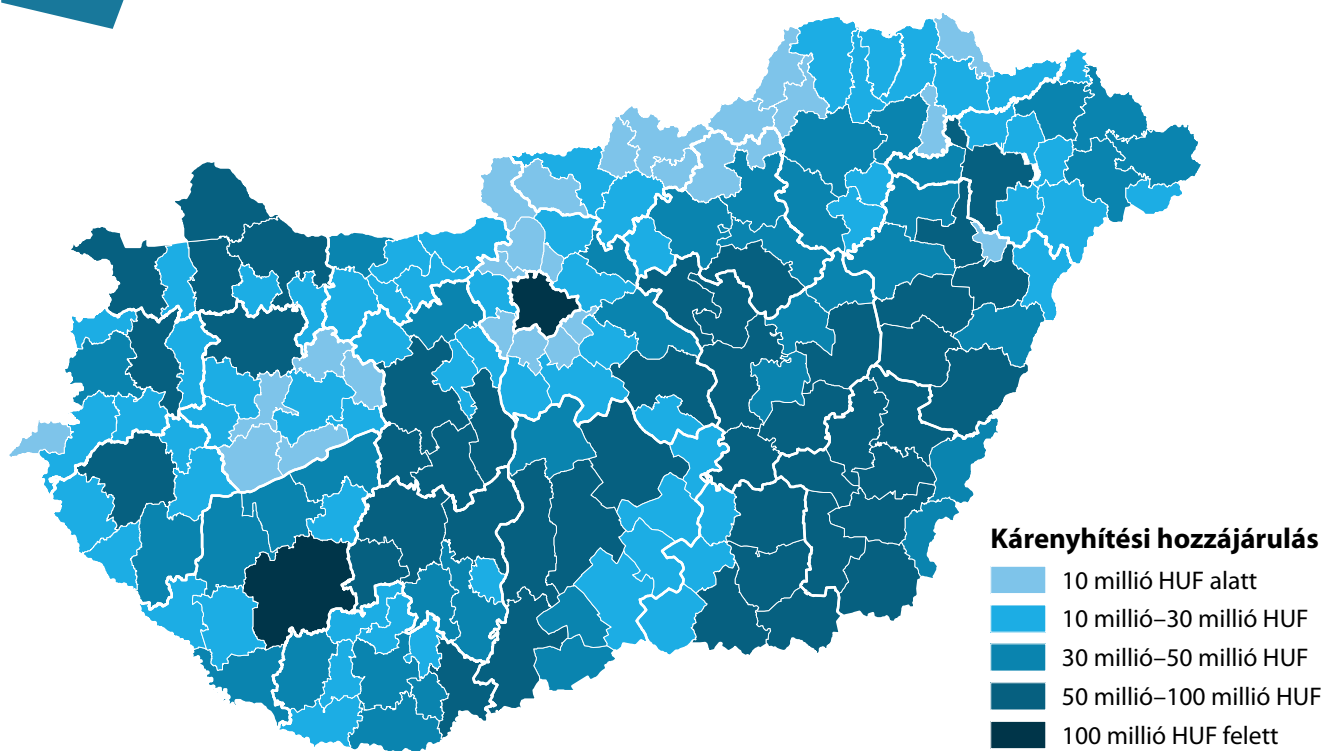 Kárenyhítési hozzájárulás
10 millió HUF alatt
10 millió–30 millió HUF
30 millió–50 millió HUF
50 millió–100 millió HUF
100 millió HUF felett